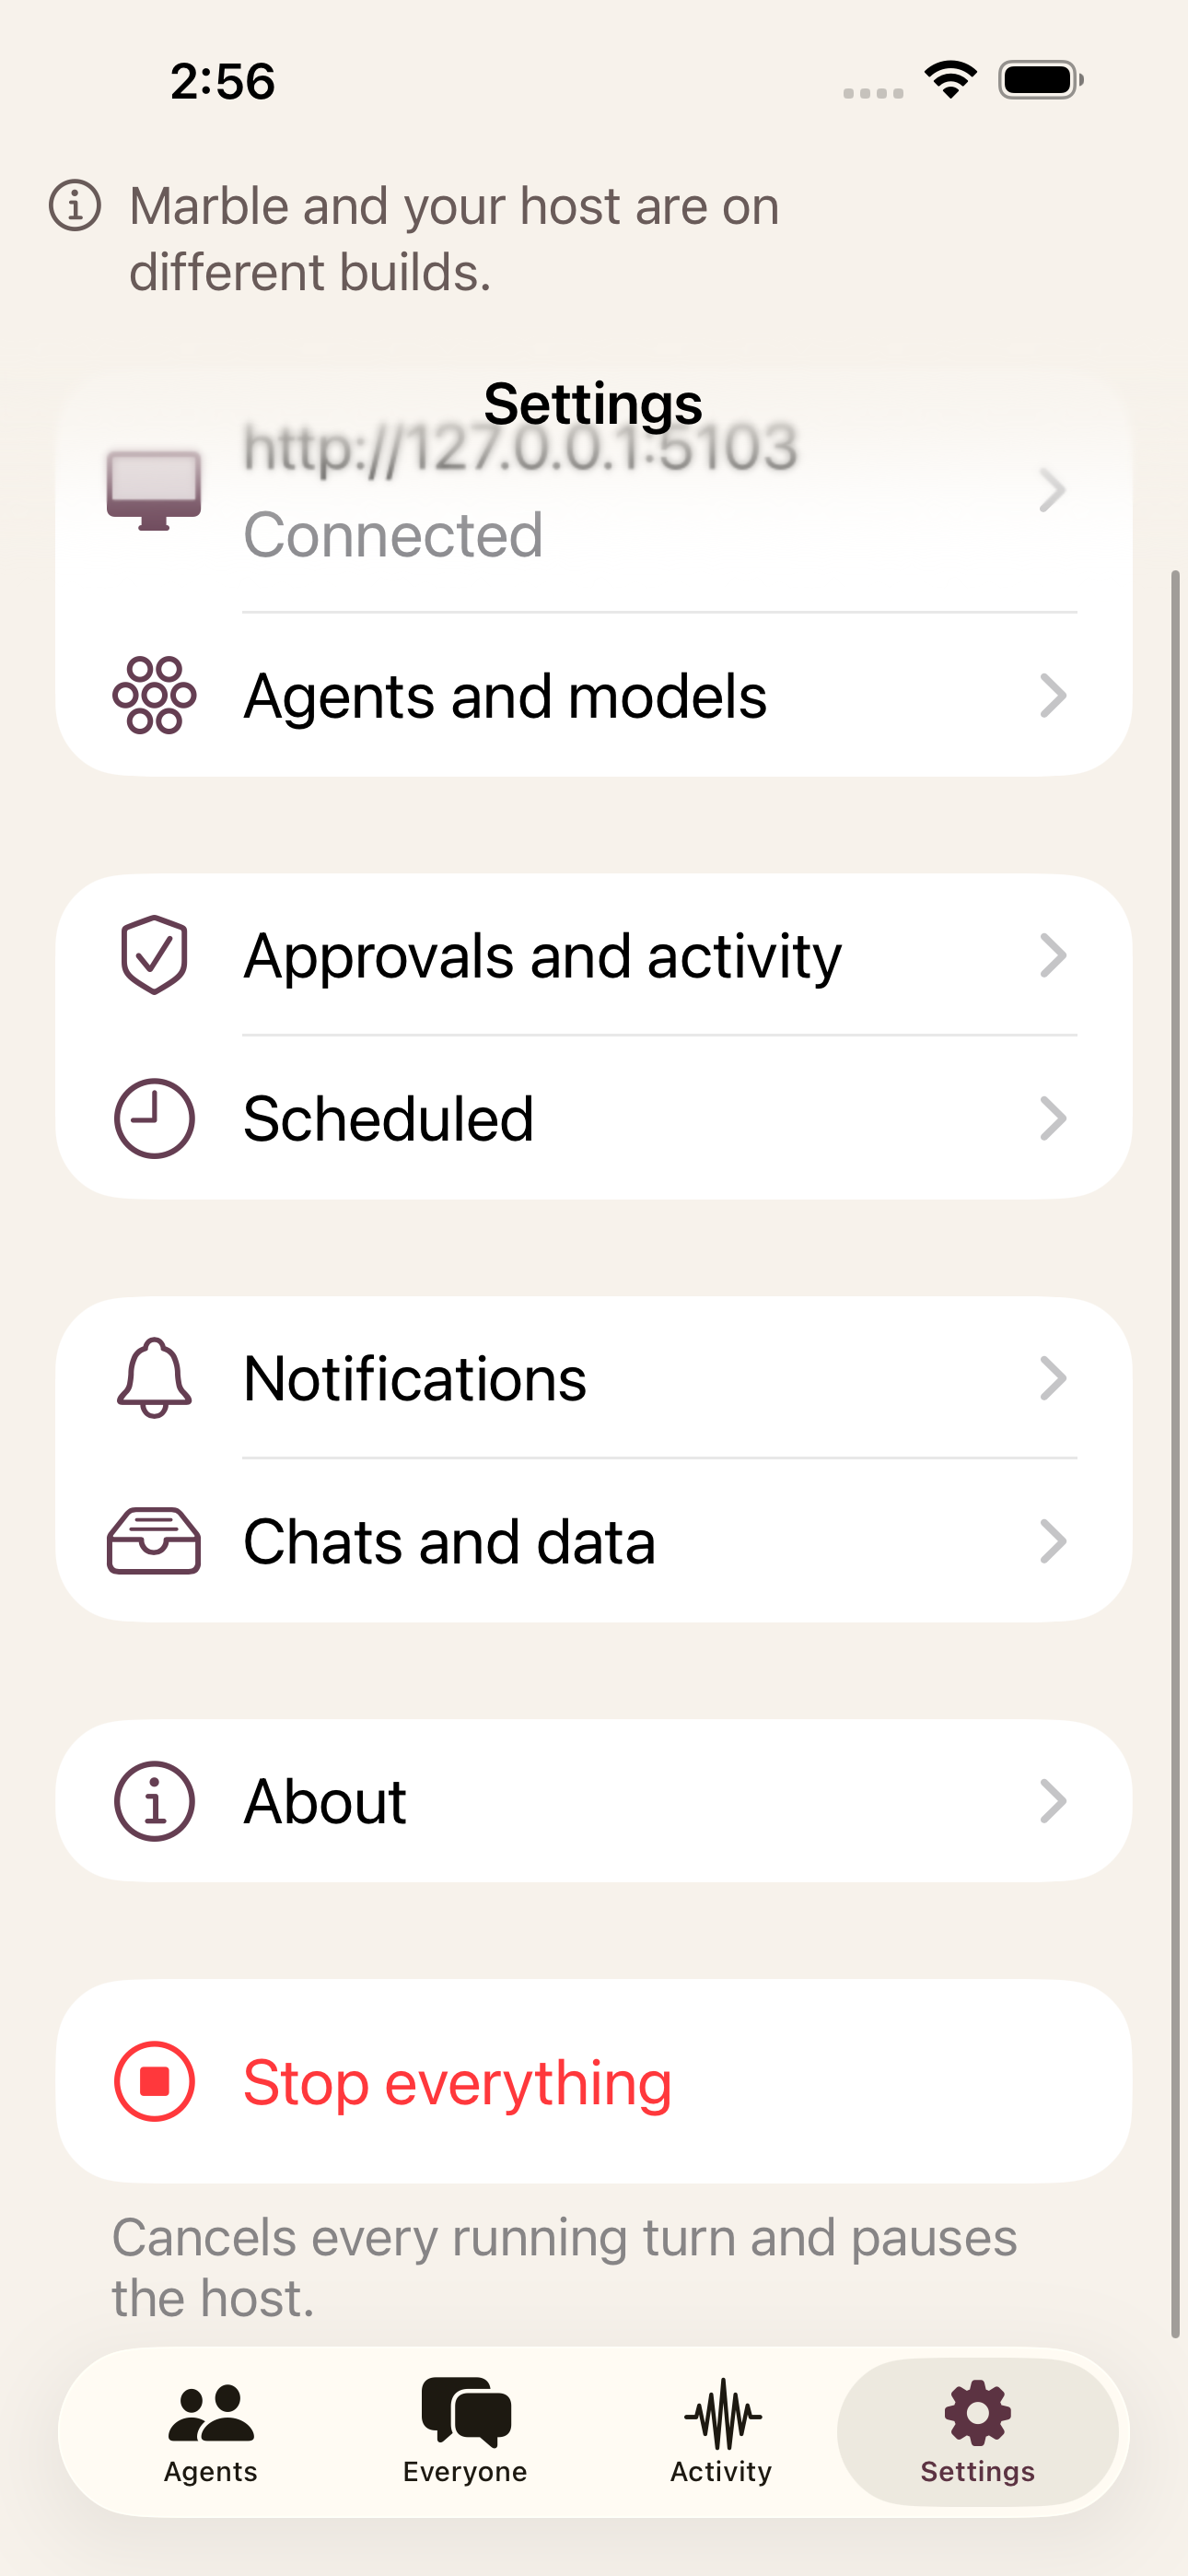 2:56
Marble and your host are on
different builds.
Settings
http://127.0.0.1:5103
Connected
Agents and models
Approvals and activity
Scheduled
Notifications
Chats and data
About
Stop everything
Cancels every running turn and pauses
the host.
Agents
Everyone
Activity
Settings